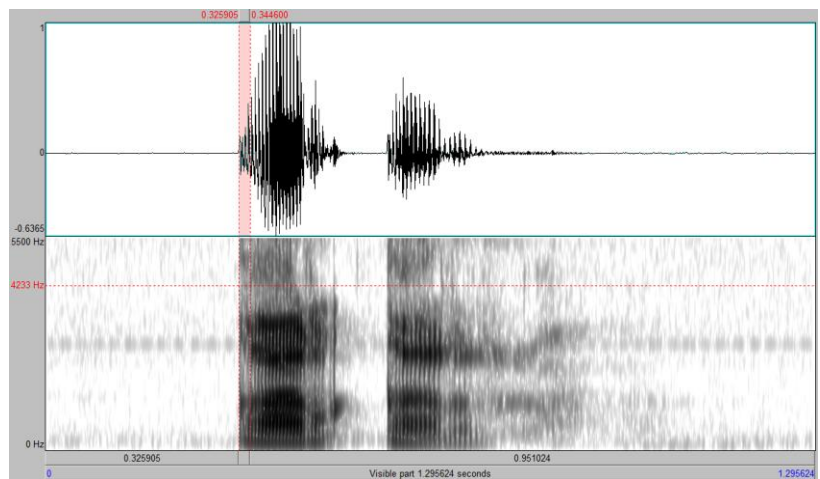 0.325905 0.344600
1
0
-0.6365
5500 Hz
4233 Hz
0 Hz
0.325905 0.951024
0 Visible part 1.295624 seconds 1.295624